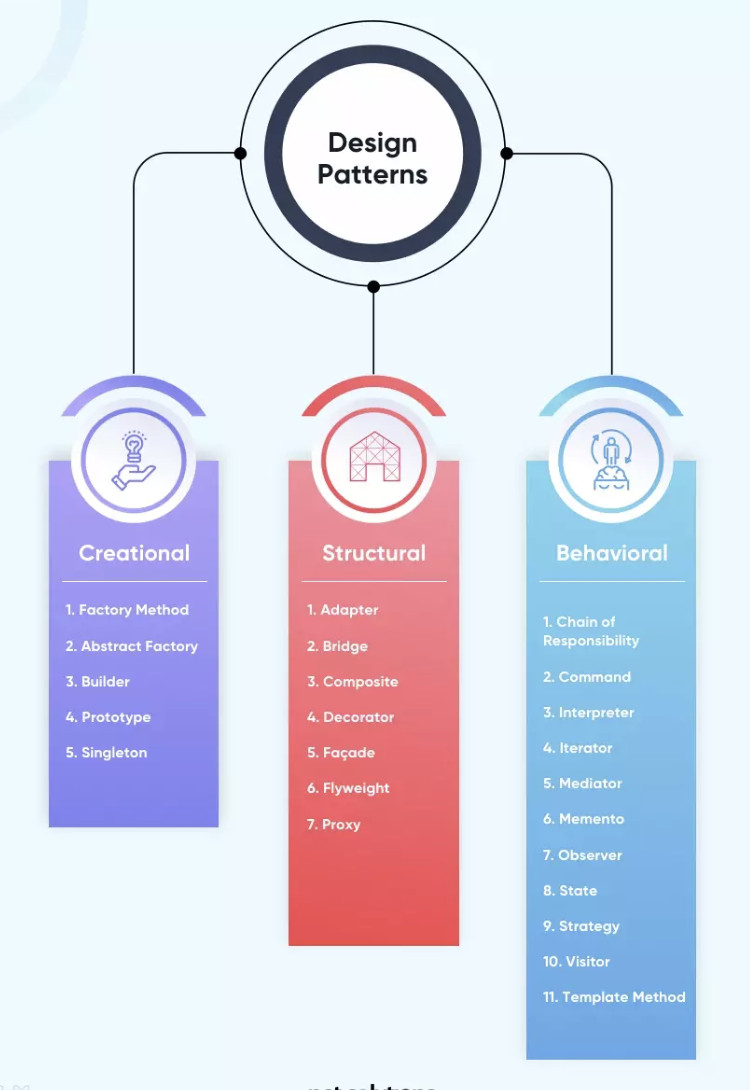 Design
Patterns
Creational
1. Factory Method
2. Abstract Factory
3. Builder
4. Prototype
5. Singleton
Structural
1. Adapter
2. Bridge
3. Composite
4. Decorator
5. Façade
6. Flyweight
7. Proxy
Behavioral
1. Chain of
Responsibility
2. Command
3. Interpreter
4. Iterator
5. Mediator
6. Memento
7. Observer
8. State
9. Strategy
10. Visitor
11. Template Method